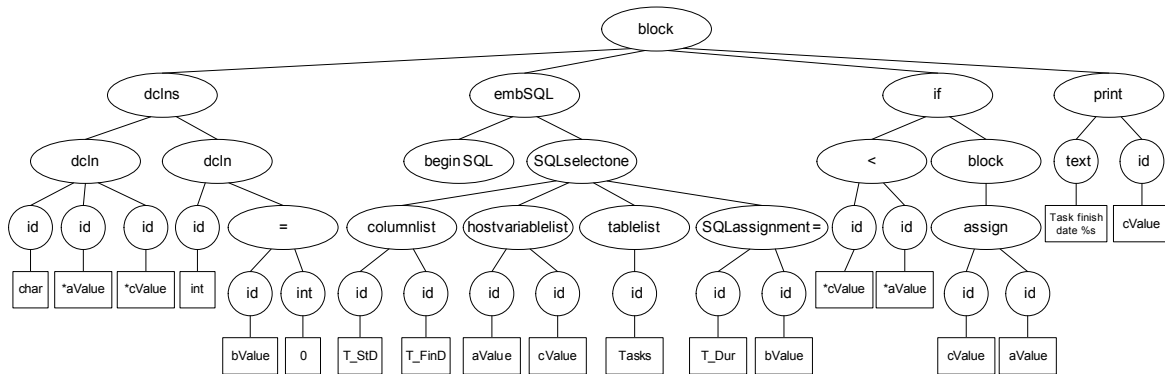 block
dclns embSQL if print
dcln dcln begin SQL SQLselectone < block text id
id id id id = columnlist hostvariablelist tablelist SQLassignment = id id assign Task finish
date %s cValue
char *aValue *cValue int id int id id id id id id id *cValue *aValue id id
bValue 0 T_StD T_FinD aValue cValue Tasks T_Dur bValue cValue aValue